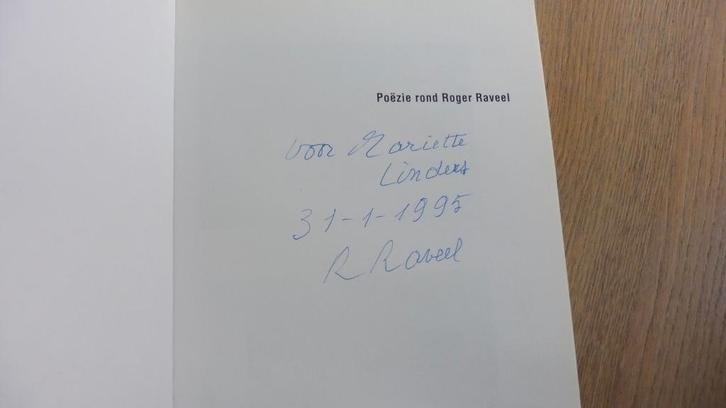 Poëzie rond Roger Raveel
voor Mariette
Linders
31-1-1995
R Raveel